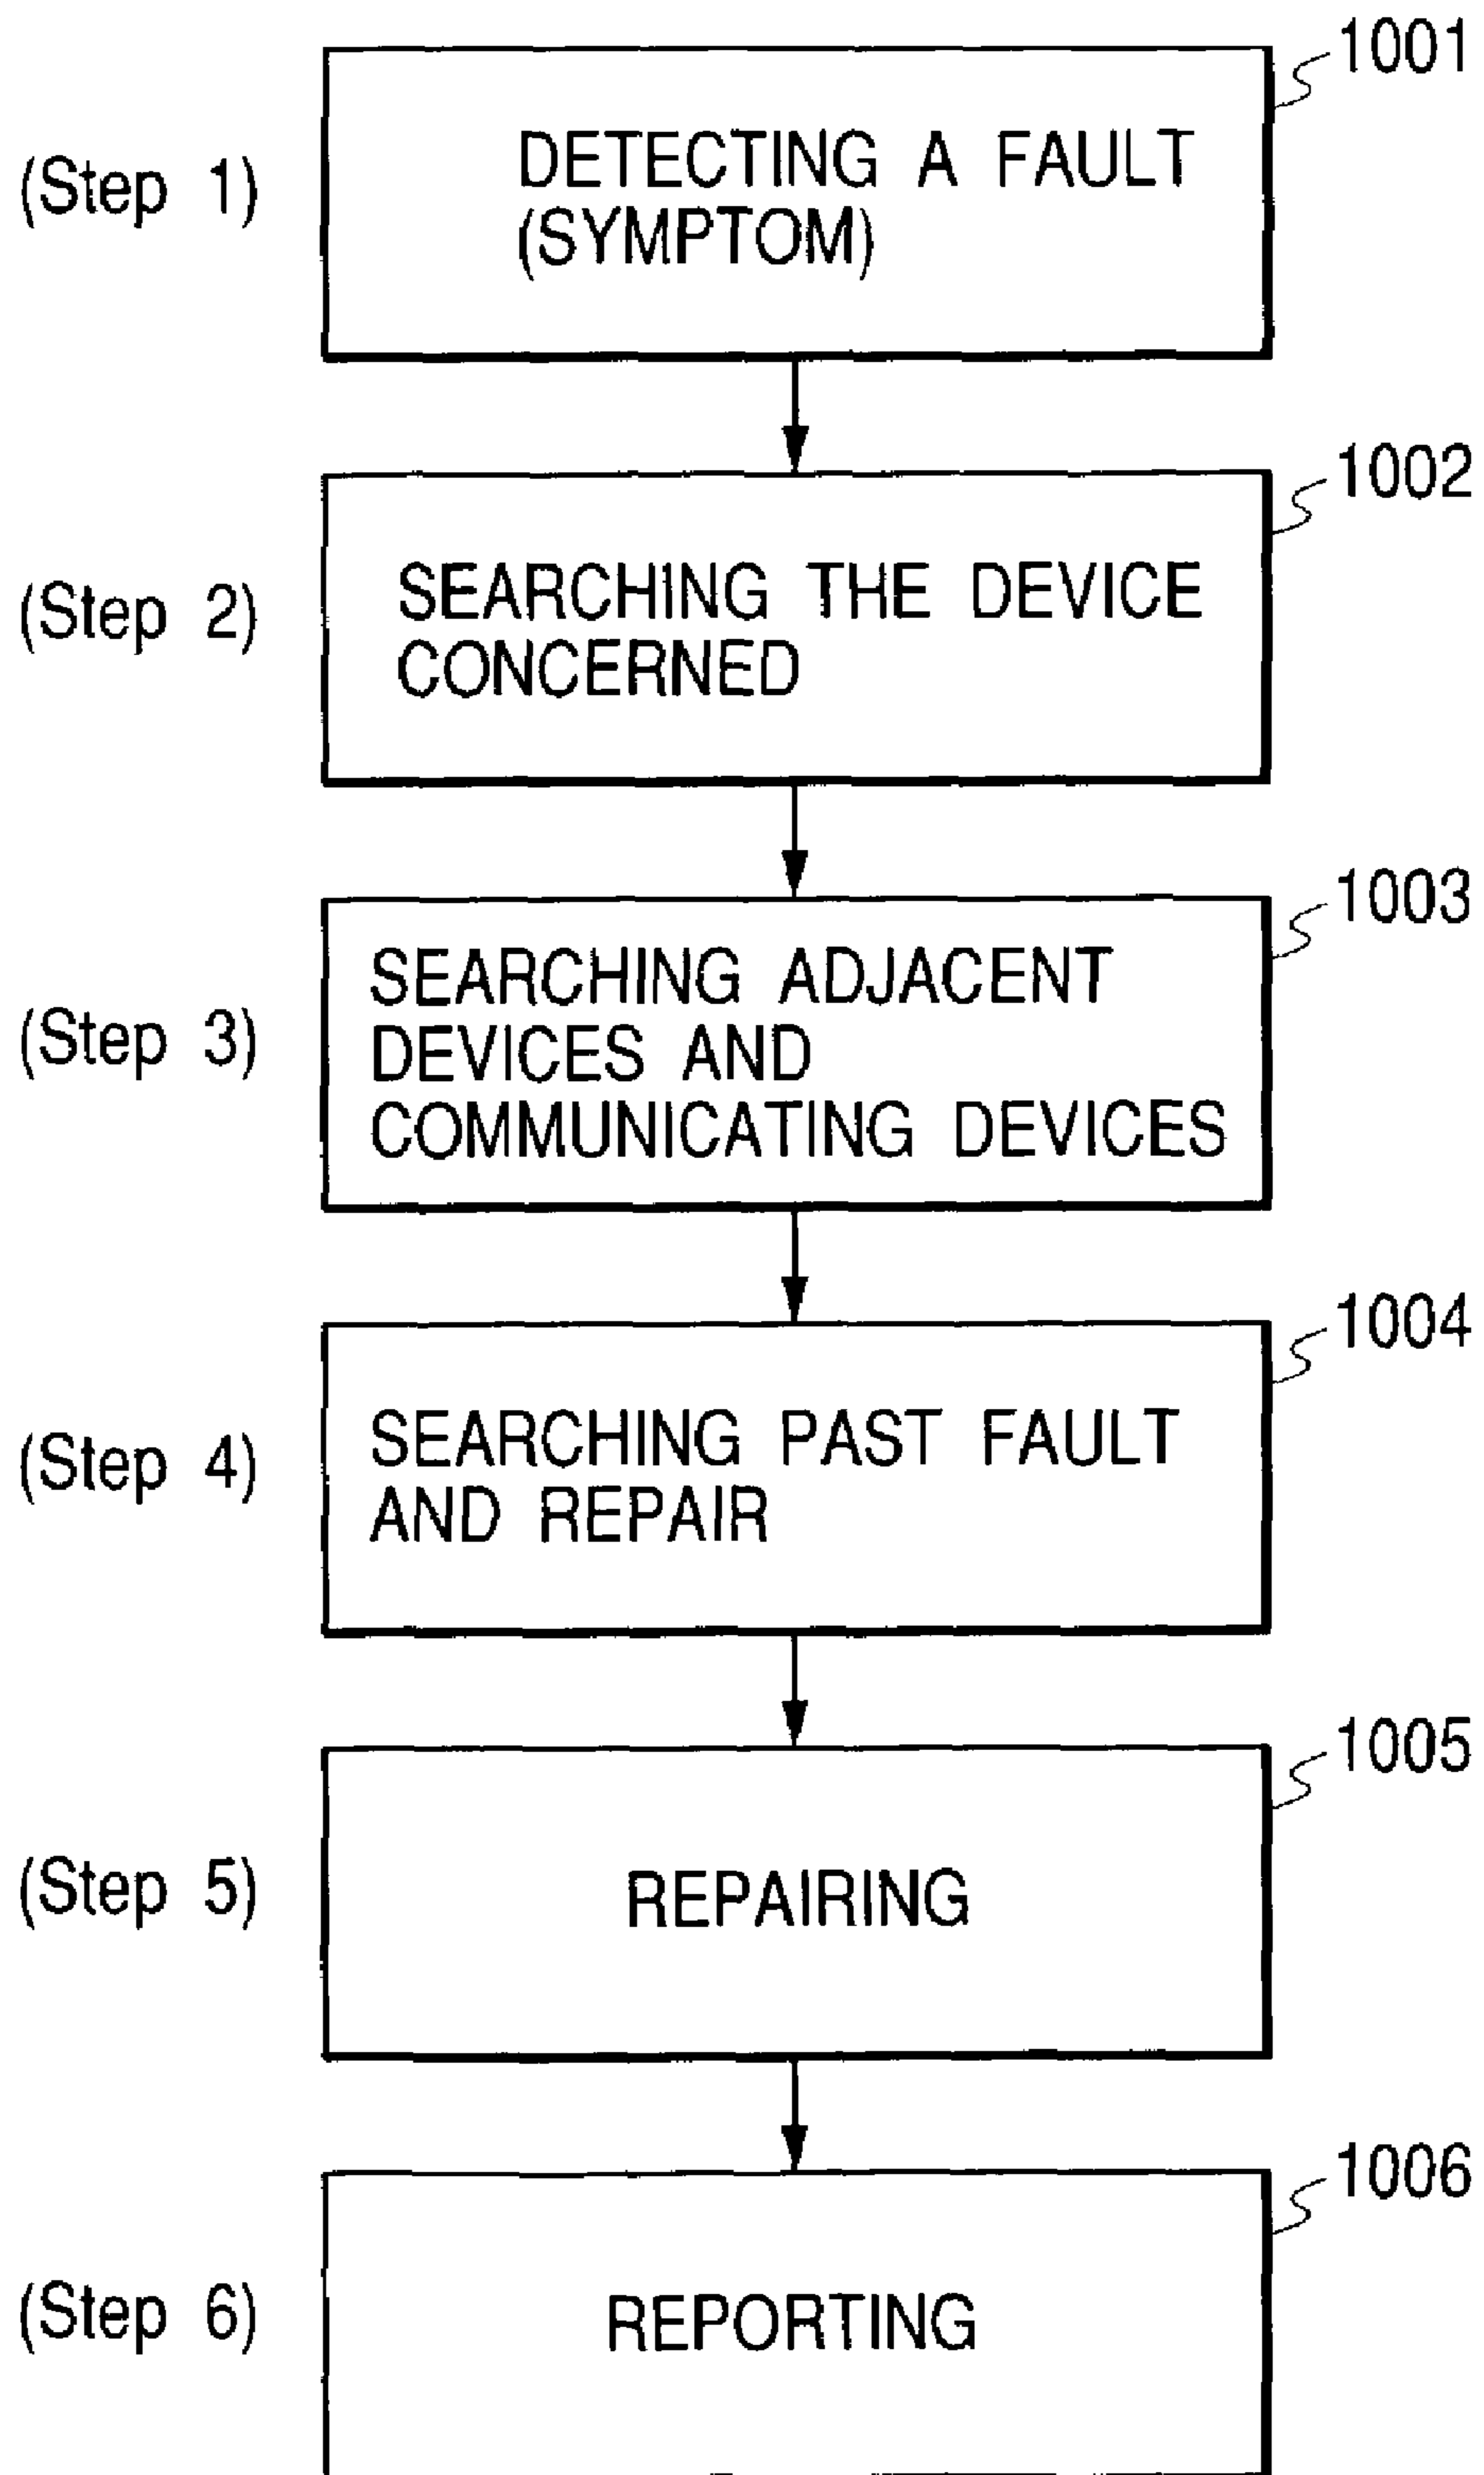 1001
(Step 1)
DETECTING A FAULT
(SYMPTOM)
1002
(Step 2)
SEARCHING THE DEVICE
CONCERNED
1003
(Step 3)
SEARCHING ADJACENT
DEVICES AND
COMMUNICATING DEVICES
1004
(Step 4)
SEARCHING PAST FAULT
AND REPAIR
1005
(Step 5)
REPAIRING
1006
(Step 6)
REPORTING